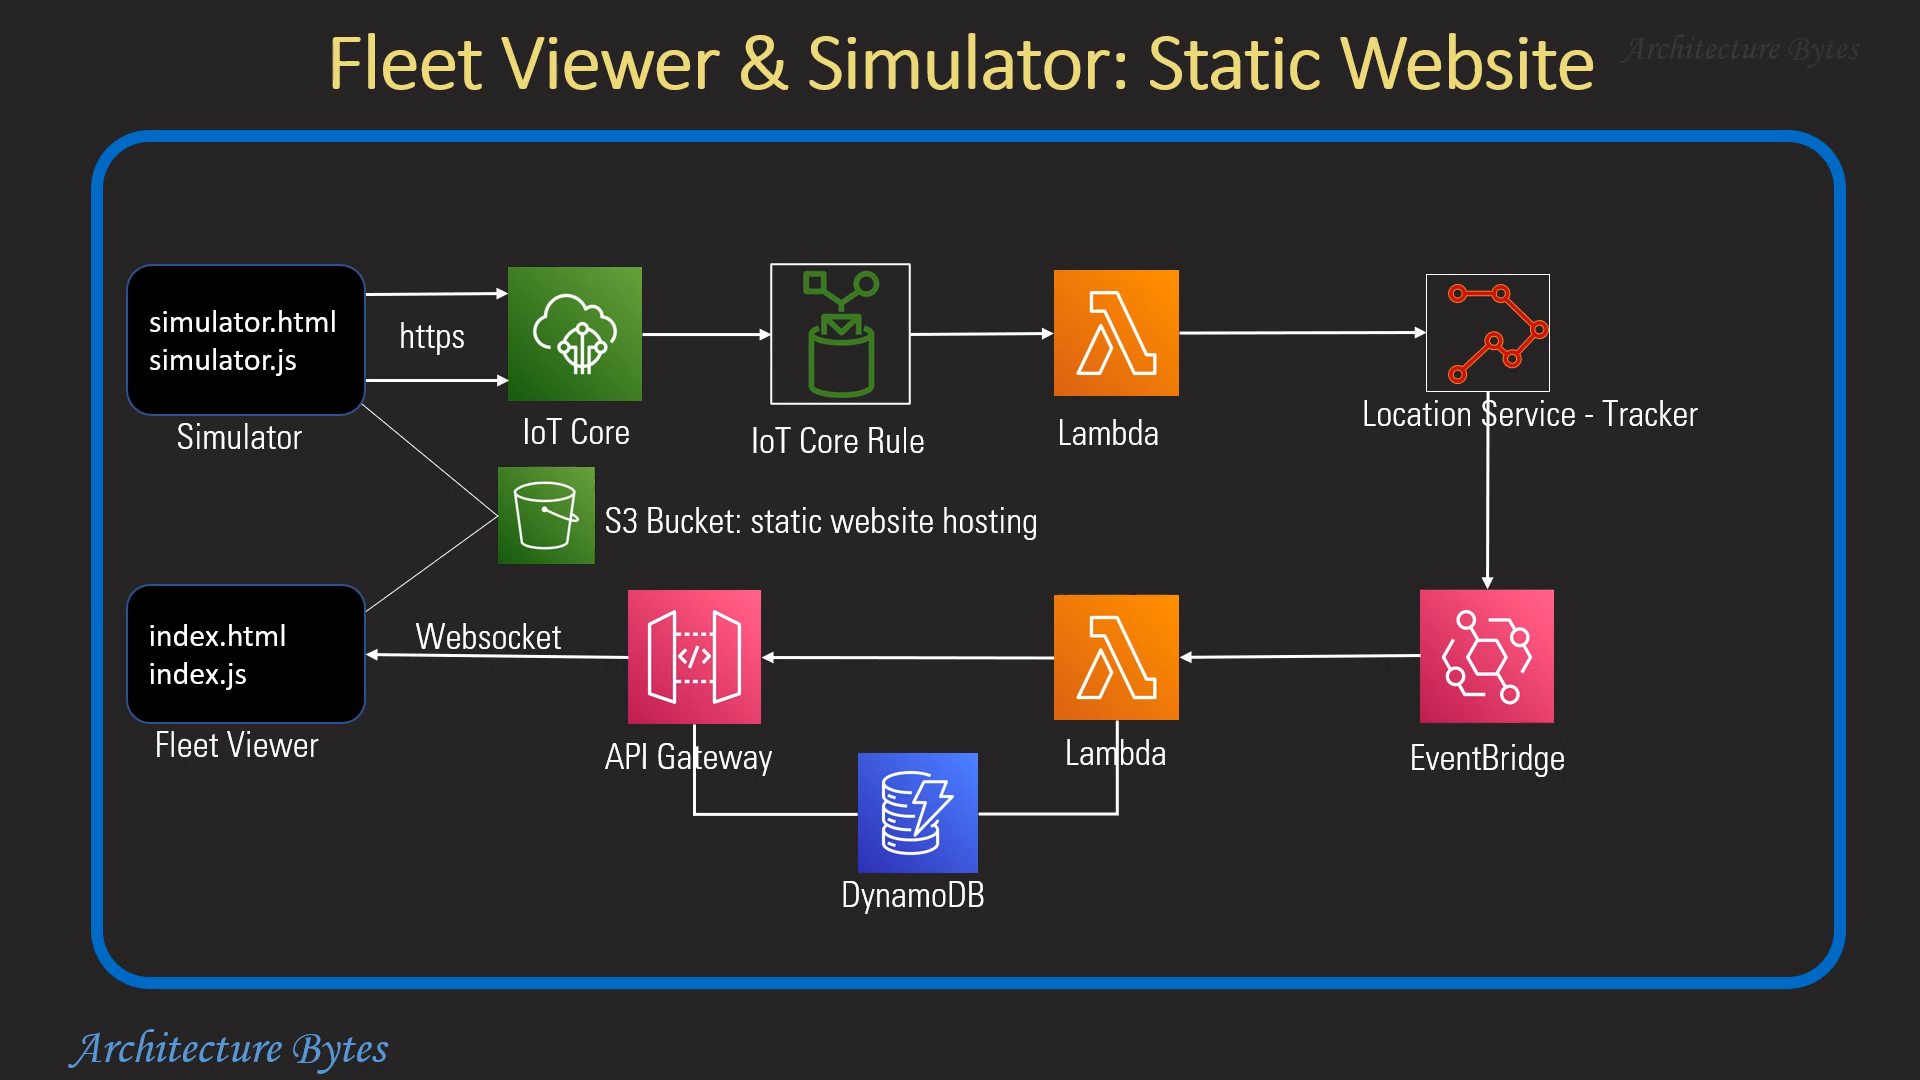 Fleet Viewer & Simulator: Static Website
Architecture Bytes
simulator.html
simulator.js
https
Simulator
IoT Core
IoT Core Rule
Lambda
Location Service - Tracker
S3 Bucket: static website hosting
index.html
index.js
Websocket
Fleet Viewer
API Gateway
</>
Lambda
EventBridge
DynamoDB
Architecture Bytes